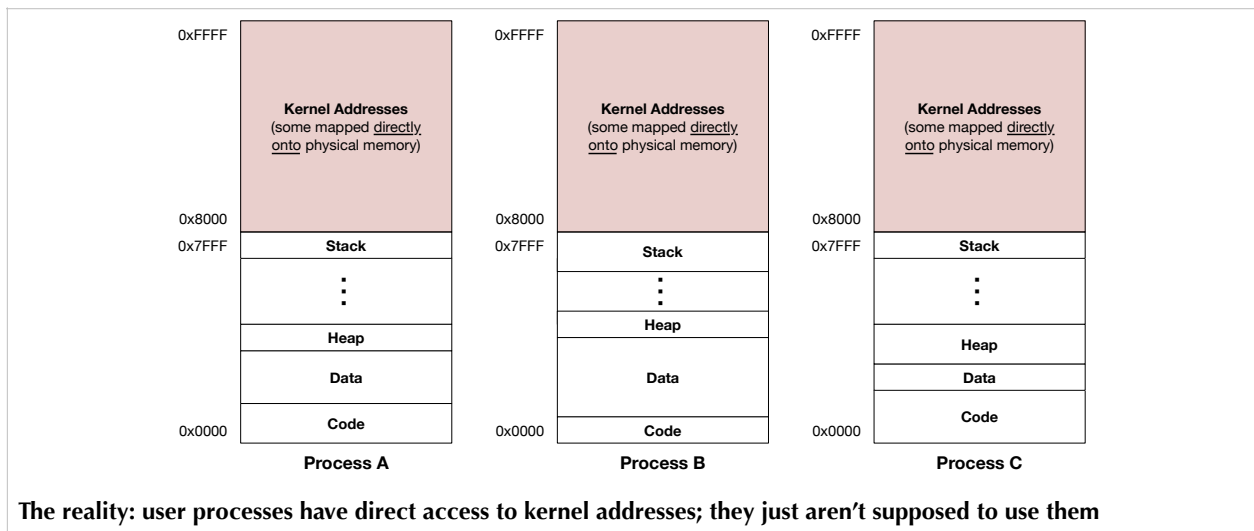 0xFFFF
Kernel Addresses
(some mapped directly
onto physical memory)
0x8000
0x7FFF
Stack
Heap
Data
Code
0x0000
Process A
0xFFFF
Kernel Addresses
(some mapped directly
onto physical memory)
0x8000
0x7FFF
Stack
Heap
Data
Code
0x0000
Process B
0xFFFF
Kernel Addresses
(some mapped directly
onto physical memory)
0x8000
0x7FFF
Stack
Heap
Data
Code
0x0000
Process C
The reality: user processes have direct access to kernel addresses; they just aren’t supposed to use them